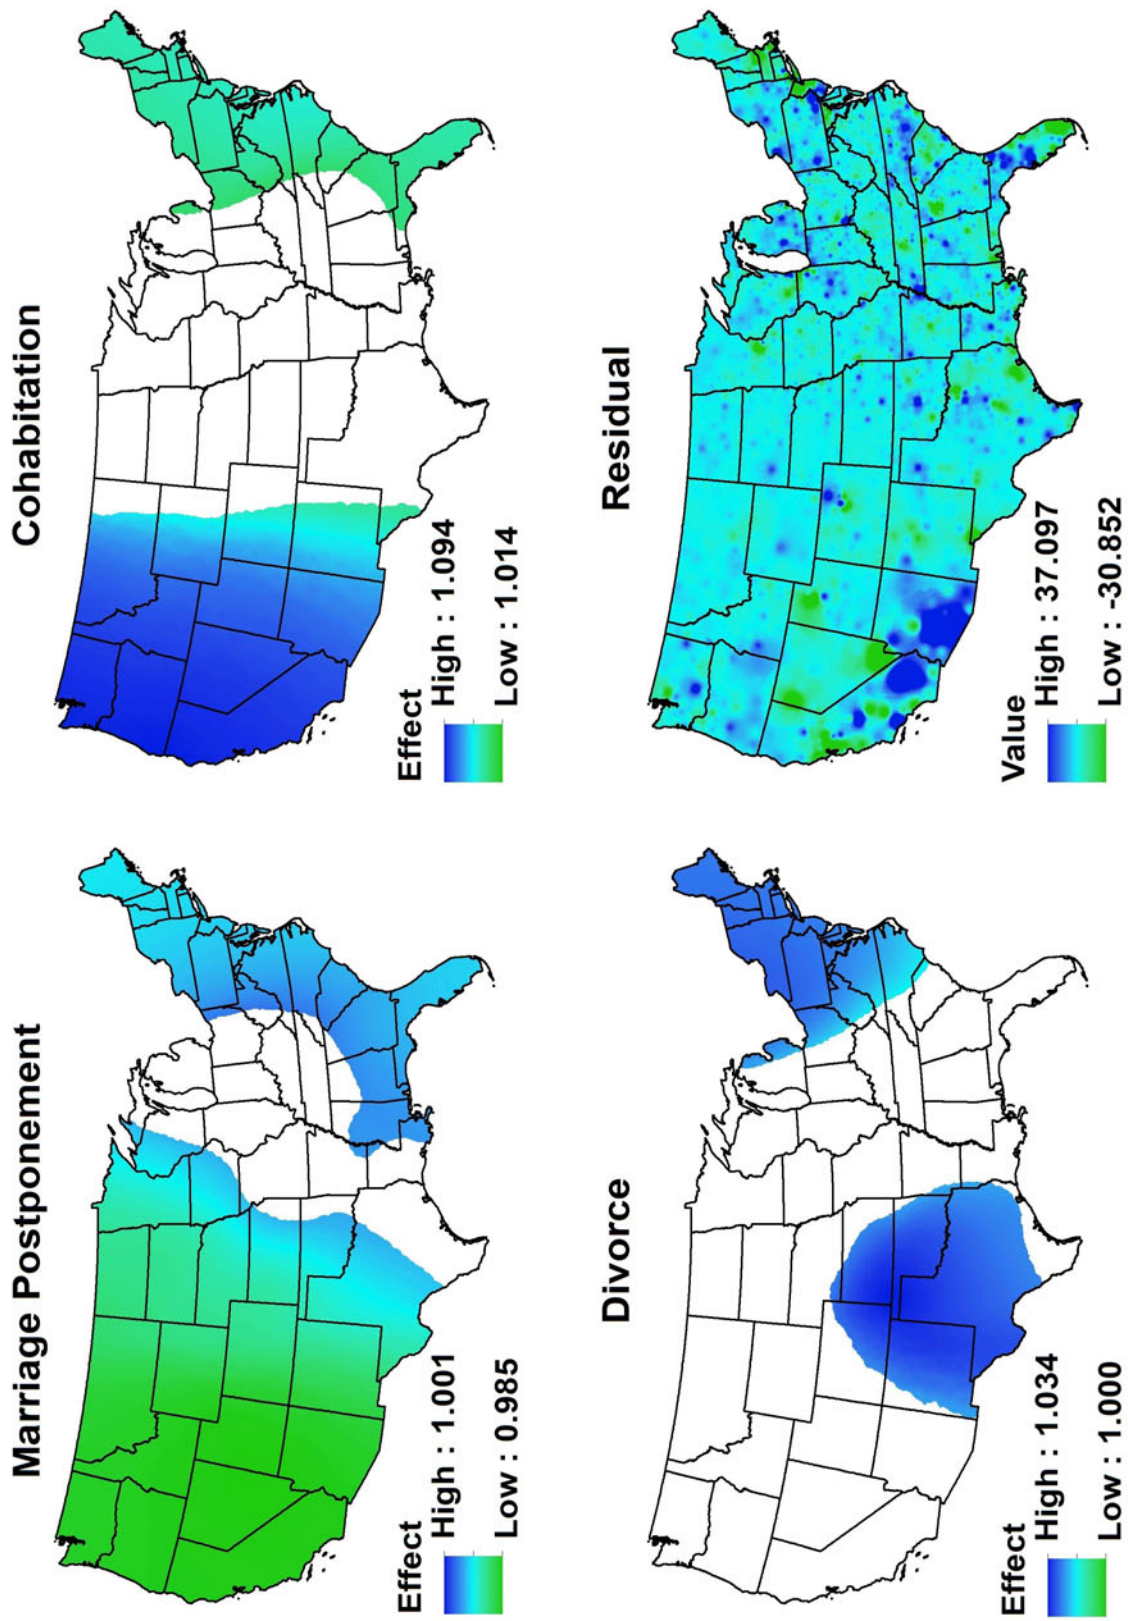 Marriage Postponement
Effect
High : 1.001
Low : 0.985
Cohabitation
Effect
High : 1.094
Low : 1.014
Divorce
Effect
High : 1.034
Low : 1.000
Residual
Value
High : 37.097
Low : -30.852